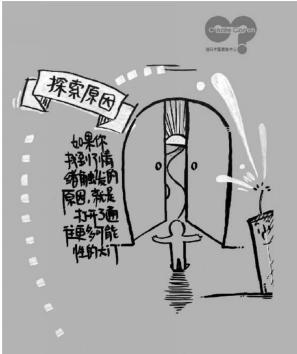 探索原因
如果你
找到了情
绪触发的
原因，就是
打开了通
往更多可能
性的大门